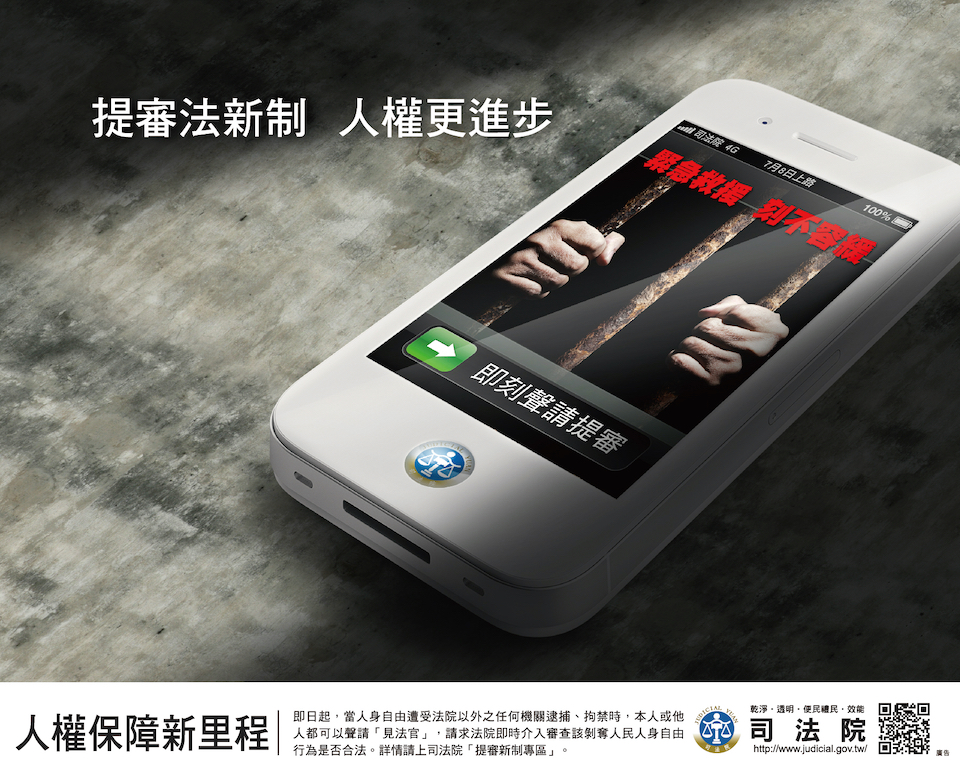 提審法新制 人權更進步
司法院 4G 7月8日上路 100%
緊急救援 刻不容緩
即刻聲請提審
JUDICIAL YUAN
人權保障新里程
即日起，當人身自由遭受法院以外之任何機關逮捕、拘禁時，本人或他
人都可以聲請「見法官」，請求法院即時介入審查該剝奪人民人身自由
行為是否合法。詳情請上司法院「提審新制專區」。
JUDICIAL YUAN
司法院
乾淨・透明・便民禮民・效能
司法院
http://www.judicial.gov.tw/
廣告